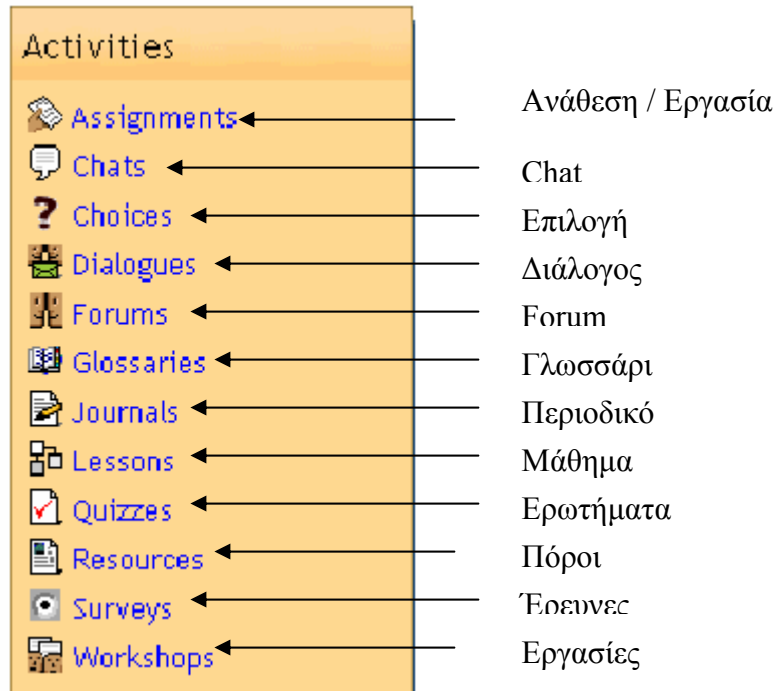 Activities
Assignments Ανάθεση / Εργασία
Chats Chat
Choices Επιλογή
Dialogues Διάλογος
Forums Forum
Glossaries Γλωσσάρι
Journals Περιοδικό
Lessons Μάθημα
Quizzes Ερωτήματα
Resources Πόροι
Surveys Έρευνες
Workshops Εργασίες